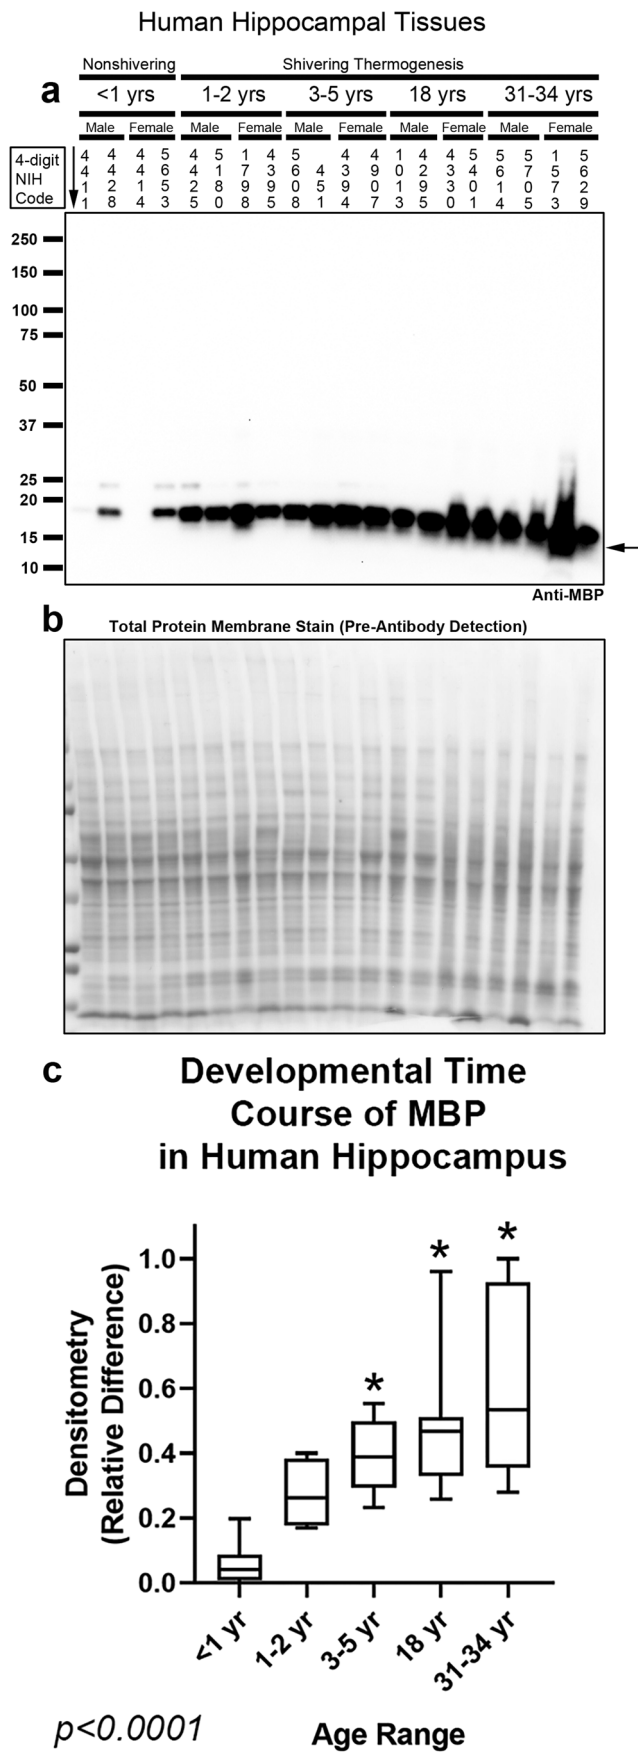 Human Hippocampal Tissues
Nonshivering
Shivering Thermogenesis
a
<1 yrs
1-2 yrs
3-5 yrs
18 yrs
31-34 yrs
Male
Female
Male
Female
Male
Female
Male
Female
Male
Female
4-digit
NIH
Code
4411
4428
4414
5653
4425
5180
1798
4395
5608
451
4394
4907
1013
4295
4330
5401
5614
5705
1573
5629
250
150
100
75
50
37
25
20
15
10
Anti-MBP
b
Total Protein Membrane Stain (Pre-Antibody Detection)
c
Developmental Time
Course of MBP
in Human Hippocampus
Densitometry
(Relative Difference)
1.0
0.8
0.6
0.4
0.2
0.0
*
*
*
<1 yr
1-2 yr
3-5 yr
18 yr
31-34 yr
p<0.0001
Age Range